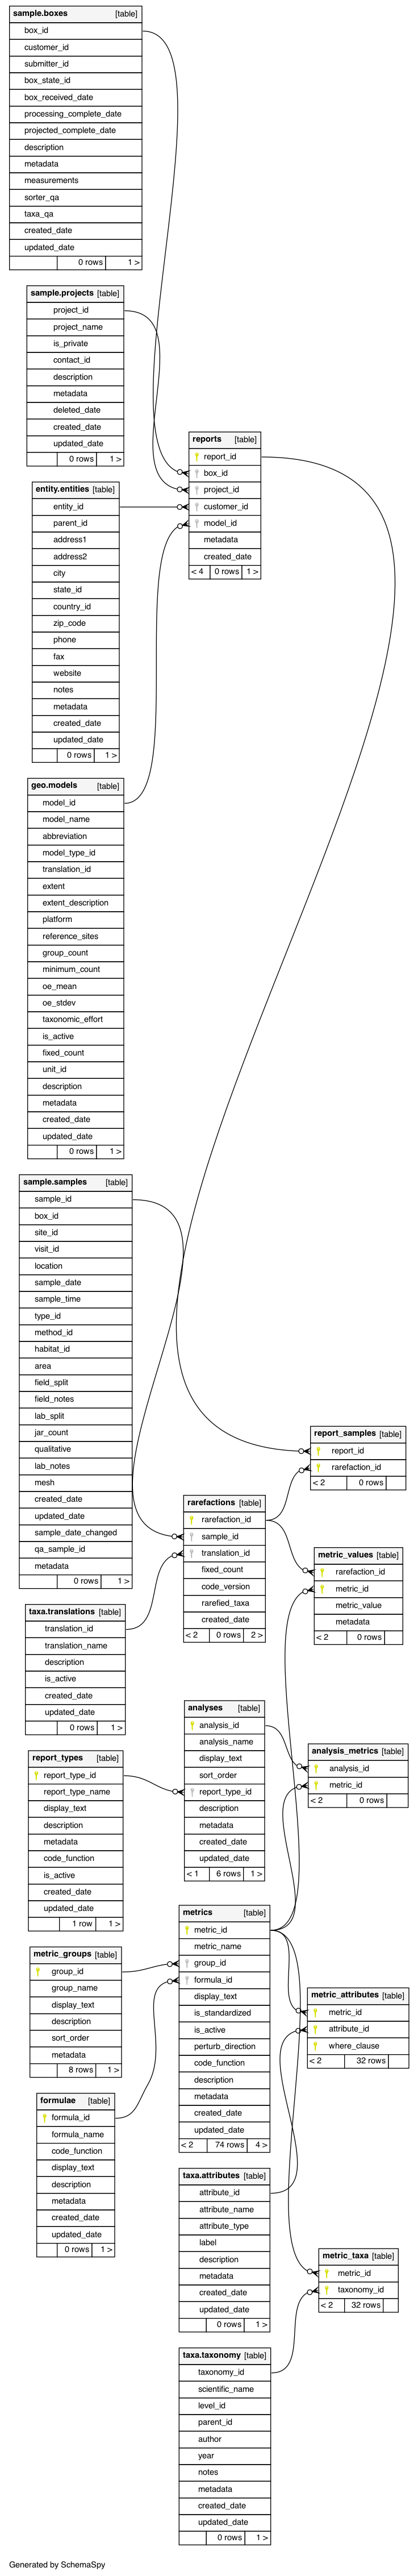 sample.boxes [table]
box_id
customer_id
submitter_id
box_state_id
box_received_date
processing_complete_date
projected_complete_date
description
metadata
measurements
sorter_qa
taxa_qa
created_date
updated_date
0 rows 1 >
sample.projects [table]
project_id
project_name
is_private
contact_id
description
metadata
deleted_date
created_date
updated_date
0 rows 1 >
reports [table]
report_id
box_id
project_id
customer_id
model_id
metadata
created_date
< 4 0 rows 1 >
entity.entities [table]
entity_id
parent_id
address1
address2
city
state_id
country_id
zip_code
phone
fax
website
notes
metadata
created_date
updated_date
0 rows 1 >
geo.models [table]
model_id
model_name
abbreviation
model_type_id
translation_id
extent
extent_description
platform
reference_sites
group_count
minimum_count
oe_mean
oe_stdev
taxonomic_effort
is_active
fixed_count
unit_id
description
metadata
created_date
updated_date
0 rows 1 >
sample.samples [table]
sample_id
box_id
site_id
visit_id
location
sample_date
sample_time
type_id
method_id
habitat_id
area
field_split
field_notes
lab_split
jar_count
qualitative
lab_notes
mesh
created_date
updated_date
sample_date_changed
qa_sample_id
metadata
0 rows 1 >
report_samples [table]
report_id
rarefaction_id
< 2 0 rows
rarefactions [table]
rarefaction_id
sample_id
translation_id
fixed_count
code_version
rarefied_taxa
created_date
< 2 0 rows 2 >
metric_values [table]
rarefaction_id
metric_id
metric_value
metadata
< 2 0 rows
taxa.translations [table]
translation_id
translation_name
description
is_active
created_date
updated_date
0 rows 1 >
analyses [table]
analysis_id
analysis_name
display_text
sort_order
report_type_id
description
metadata
created_date
updated_date
< 1 6 rows 1 >
analysis_metrics [table]
analysis_id
metric_id
< 2 0 rows
report_types [table]
report_type_id
report_type_name
display_text
description
metadata
code_function
is_active
created_date
updated_date
1 row 1 >
metrics [table]
metric_id
metric_name
group_id
formula_id
display_text
is_standardized
is_active
perturb_direction
code_function
description
metadata
created_date
updated_date
< 2 74 rows 4 >
metric_groups [table]
group_id
group_name
display_text
description
sort_order
metadata
8 rows 1 >
metric_attributes [table]
metric_id
attribute_id
where_clause
< 2 32 rows
formulae [table]
formula_id
formula_name
code_function
display_text
description
metadata
created_date
updated_date
0 rows 1 >
taxa.attributes [table]
attribute_id
attribute_name
attribute_type
label
description
metadata
created_date
updated_date
0 rows 1 >
metric_taxa [table]
metric_id
taxonomy_id
< 2 32 rows
taxa.taxonomy [table]
taxonomy_id
scientific_name
level_id
parent_id
author
year
notes
metadata
created_date
updated_date
0 rows 1 >
Generated by SchemaSpy